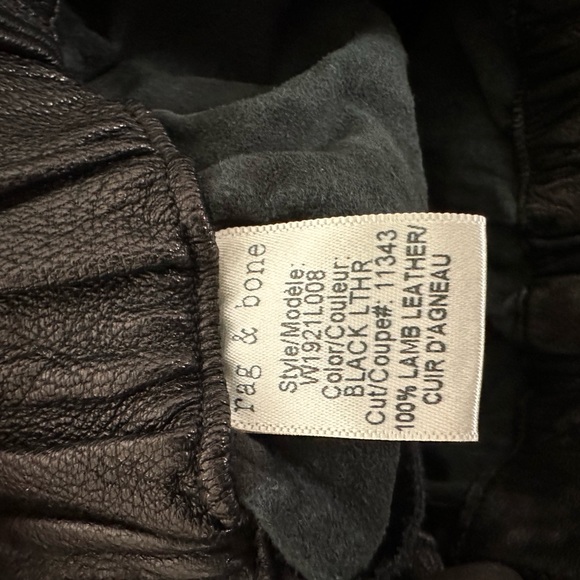 rag & bone
Style/Modèle:
W1921L008
Color/Couleur:
BLACK LTHR
Cut/Coupe#: 11343
100% LAMB LEATHER/
CUIR D'AGNEAU